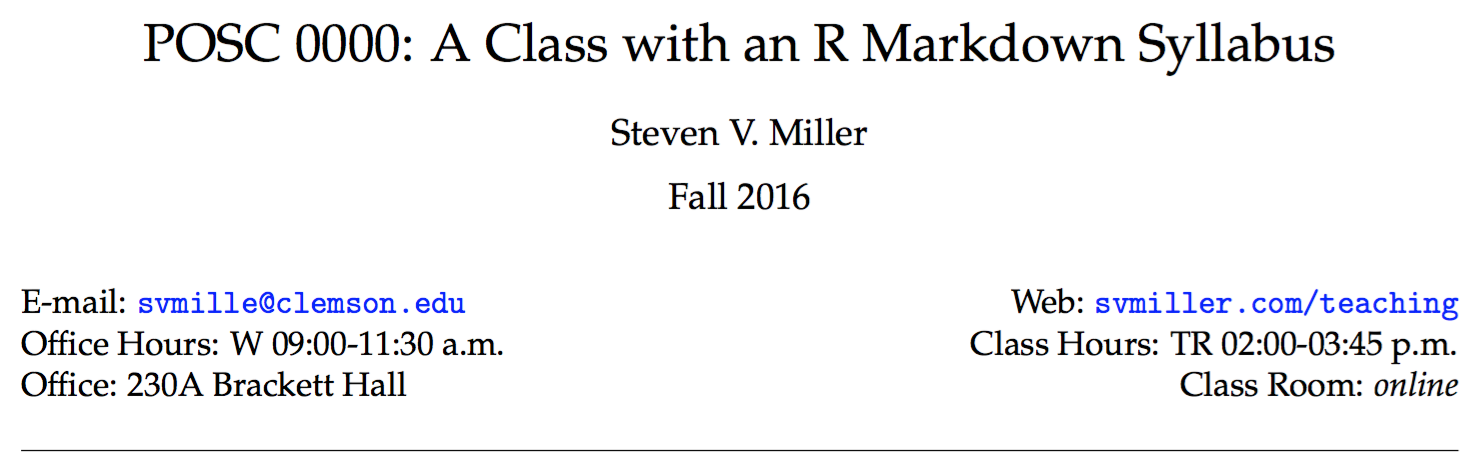 POSC 0000: A Class with an R Markdown Syllabus
Steven V. Miller
Fall 2016
E-mail: svmille@clemson.edu
Office Hours: W 09:00-11:30 a.m.
Office: 230A Brackett Hall
Web: svmiller.com/teaching
Class Hours: TR 02:00-03:45 p.m.
Class Room: online